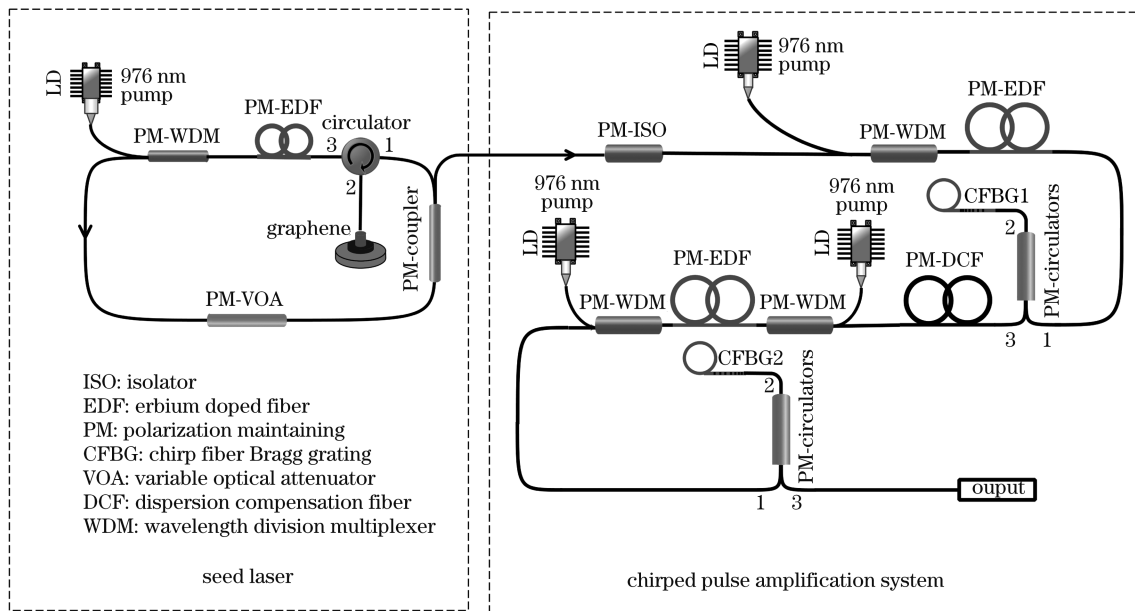 LD
976 nm
pump
PM-WDM
PM-EDF
circulator
3
1
2
graphene
PM-coupler
PM-VOA
ISO: isolator
EDF: erbium doped fiber
PM: polarization maintaining
CFBG: chirp fiber Bragg grating
VOA: variable optical attenuator
DCF: dispersion compensation fiber
WDM: wavelength division multiplexer
seed laser
LD
976 nm
pump
PM-ISO
PM-WDM
PM-EDF
976 nm
pump
LD
PM-EDF
976 nm
pump
LD
PM-DCF
CFBG1
2
PM-circulators
PM-WDM
PM-WDM
3
1
CFBG2
2
PM-circulators
1
3
ouput
chirped pulse amplification system